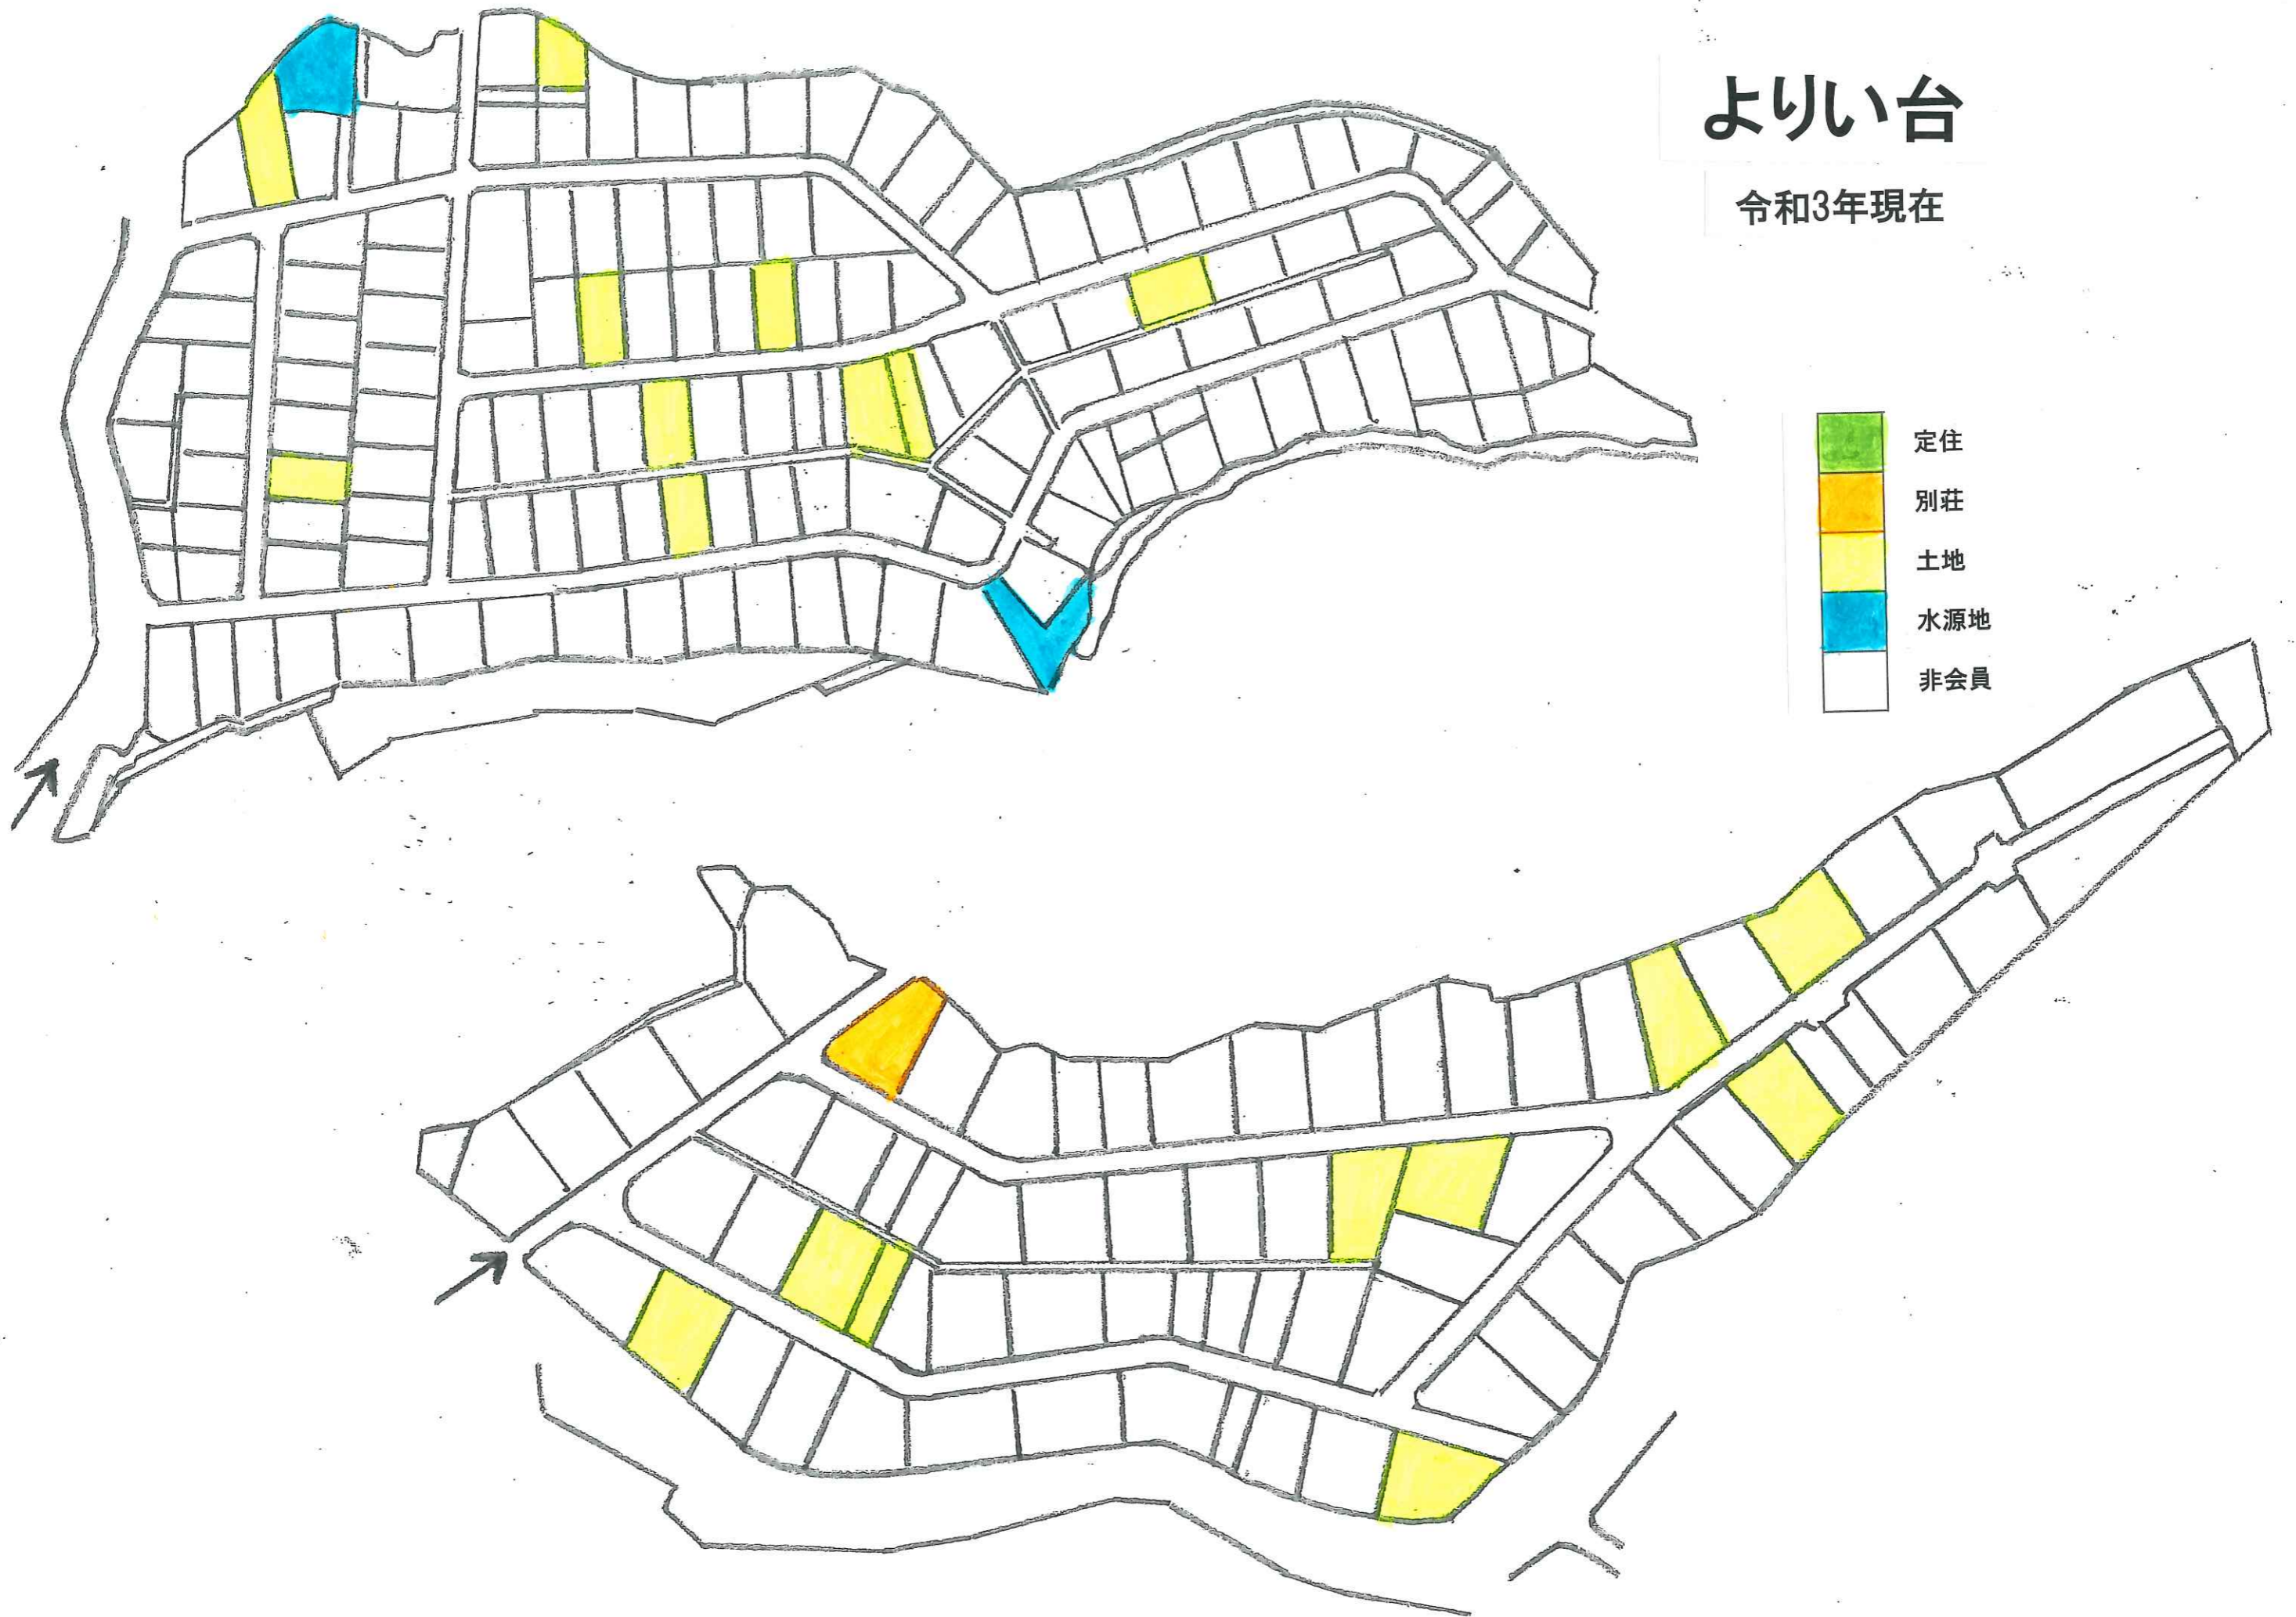 よりい台
令和3年現在
定住
別荘
土地
水源地
非会員